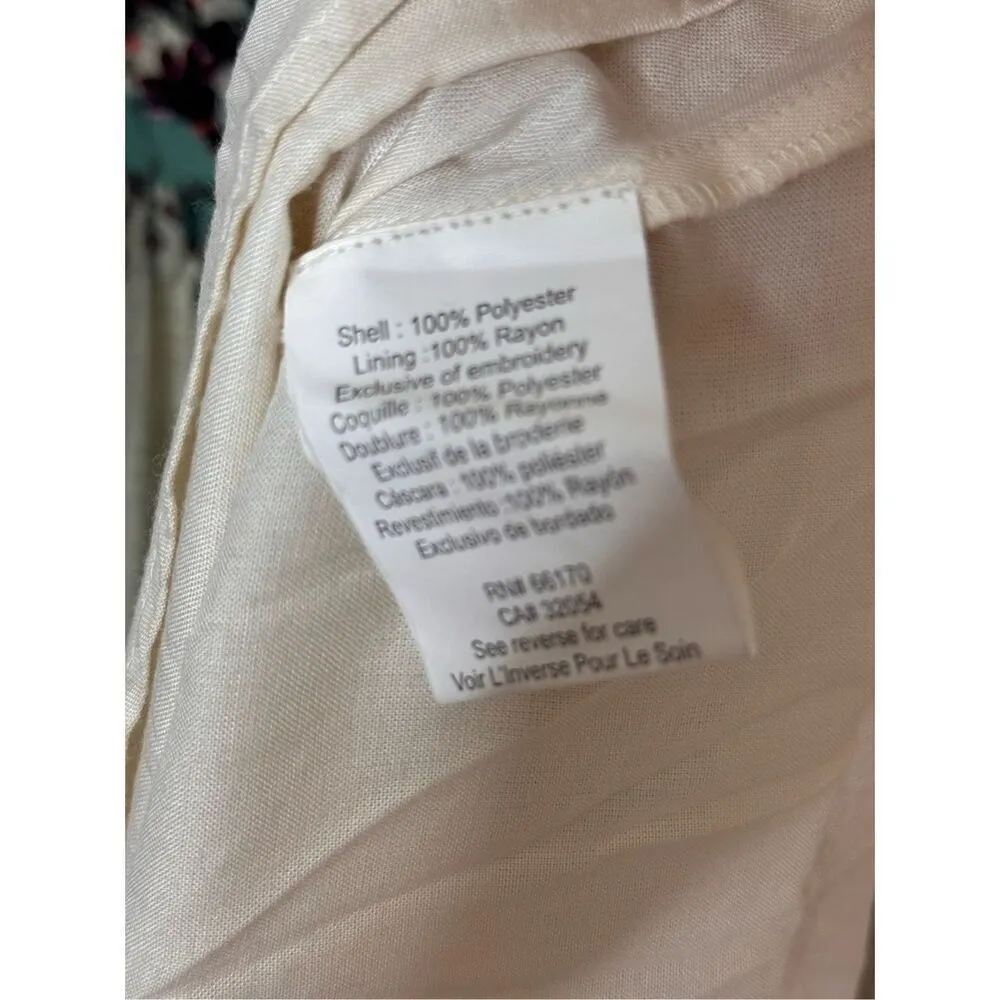 Shell : 100% Polyester
Lining :100% Rayon
Exclusive of embroidery
Coquille : 100% Polyester
Doublure : 100% Rayonne
Exclusif de la broderne
Cáscara : 100% poliéster
Revestimiento :100% Rayón
Exclusivo de bordado
RN# 66170
CA# 32054
See reverse for care
Voir L'Inverse Pour Le Soin